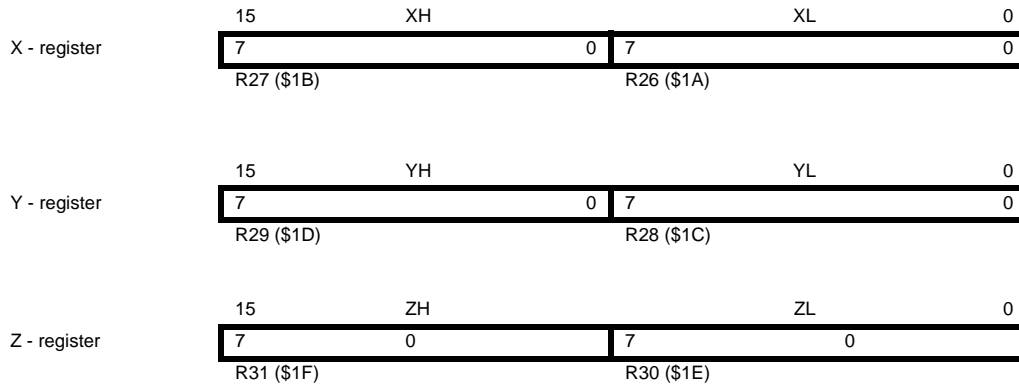 15 XH XL 0
X - register 7 0 7 0
R27 ($1B) R26 ($1A)
15 YH YL 0
Y - register 7 0 7 0
R29 ($1D) R28 ($1C)
15 ZH ZL 0
Z - register 7 0 7 0
R31 ($1F) R30 ($1E)